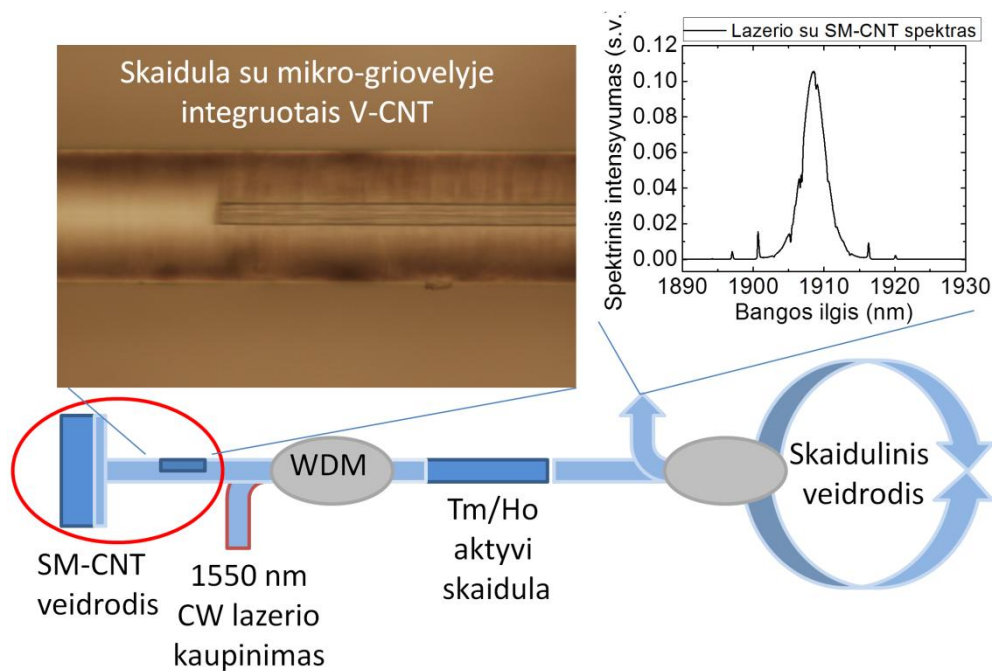 Skaidula su mikro-griovelyje
integruotais V-CNT
Lazerio su SM-CNT spektras
Spektrinis intensyvumas (s.v.)
0.12
0.10
0.08
0.06
0.04
0.02
0.00
1890 1900 1910 1920 1930
Bangos ilgis (nm)
WDM
Skaidulinis
veidrodis
Tm/Ho
aktyvi
skaidula
SM-CNT
veidrodis
1550 nm
CW lazerio
kaupinimas